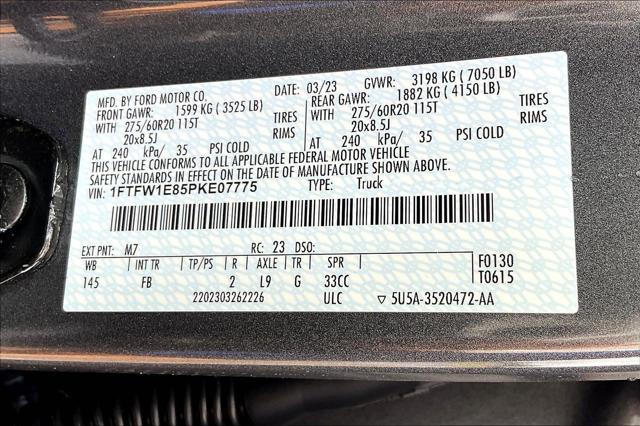 MFD. BY FORD MOTOR CO. DATE: 03/23 GVWR: 3198 KG ( 7050 LB)
FRONT GAWR: 1599 KG ( 3525 LB) REAR GAWR: 1882 KG ( 4150 LB)
WITH 275/60R20 115T TIRES WITH 275/60R20 115T TIRES
20x8.5J RIMS 20x8.5J RIMS
AT 240 kPa/ 35 PSI COLD AT 240 kPa/ 35 PSI COLD
THIS VEHICLE CONFORMS TO ALL APPLICABLE FEDERAL MOTOR VEHICLE
SAFETY STANDARDS IN EFFECT ON THE DATE OF MANUFACTURE SHOWN ABOVE.
VIN: 1FTFW1E85PKE07775 TYPE: Truck
EXT PNT: M7 RC: 23 DSO:
WB INT TR TP/PS R AXLE TR SPR F0130
145 FB 2 L9 G 33CC T0615
2202303262226 ULC ▽ 5U5A-3520472-AA